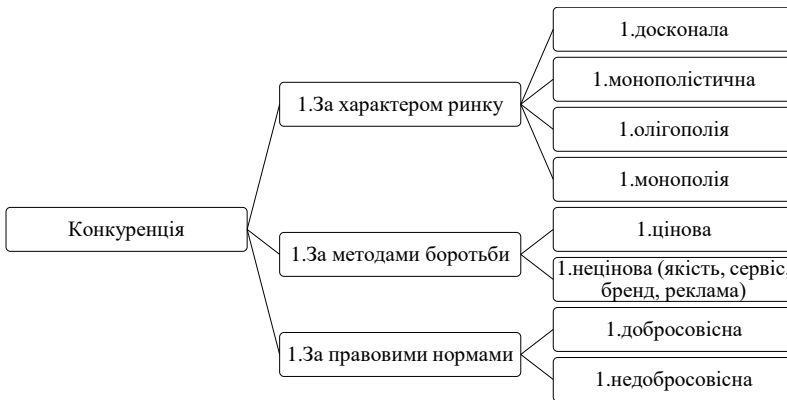 Конкуренція
1.За характером ринку
1.досконала
1.монополістична
1.олігополія
1.монополія
1.За методами боротьби
1.цінова
1.нецінова (якість, сервіс,
бренд, реклама)
1.За правовими нормами
1.добросовісна
1.недобросовісна